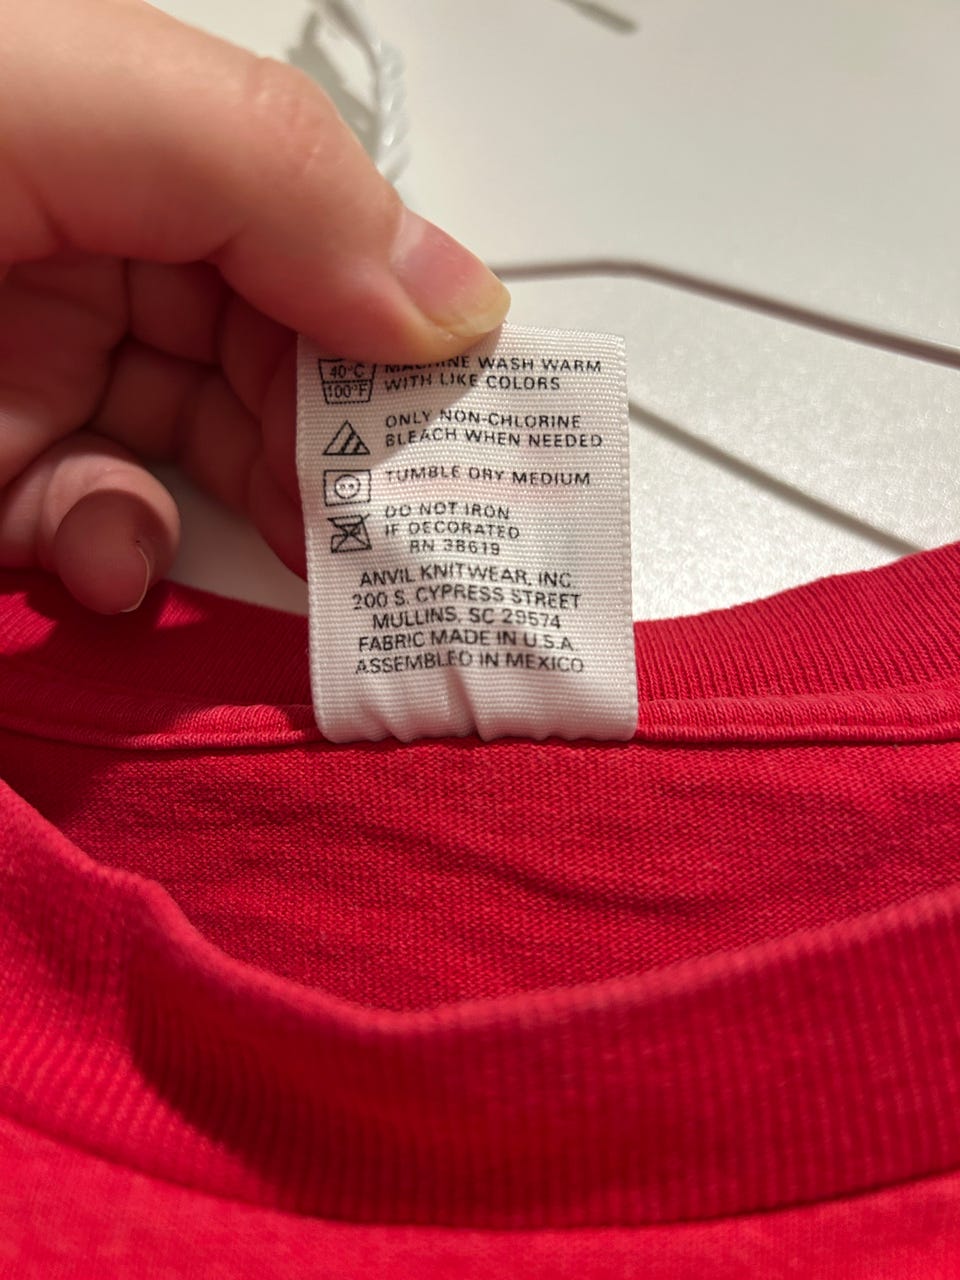 40°C
100°F
MACHINE WASH WARM
WITH LIKE COLORS
ONLY NON-CHLORINE
BLEACH WHEN NEEDED
TUMBLE DRY MEDIUM
DO NOT IRON
IF DECORATED
RN 38619
ANVIL KNITWEAR, INC.
200 S. CYPRESS STREET
MULLINS, SC 29574
FABRIC MADE IN U.S.A.
ASSEMBLED IN MEXICO